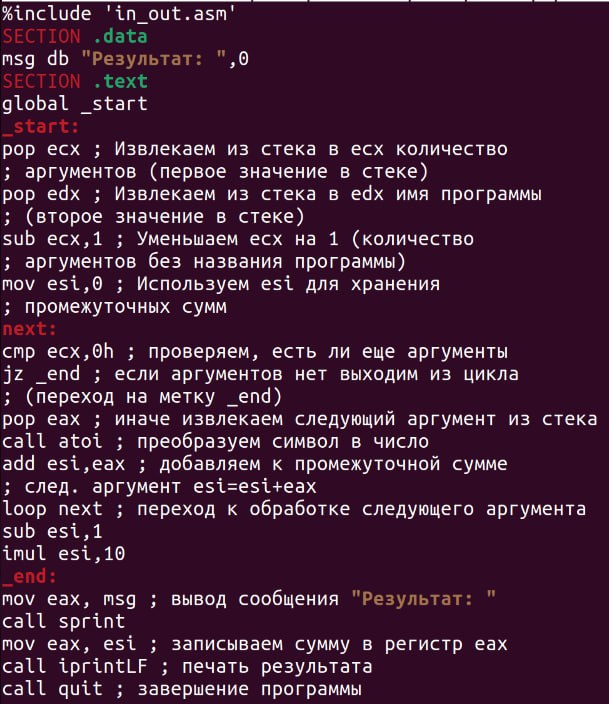 %include 'in_out.asm'
SECTION .data
msg db "Результат: ",0
SECTION .text
global _start
_start:
pop ecx ; Извлекаем из стека в ecx количество
; аргументов (первое значение в стеке)
pop edx ; Извлекаем из стека в edx имя программы
; (второе значение в стеке)
sub ecx,1 ; Уменьшаем ecx на 1 (количество
; аргументов без названия программы)
mov esi,0 ; Используем esi для хранения
; промежуточных сумм
next:
cmp ecx,0h ; проверяем, есть ли еще аргументы
jz _end ; если аргументов нет выходим из цикла
; (переход на метку _end)
pop eax ; иначе извлекаем следующий аргумент из стека
call atoi ; преобразуем символ в число
add esi,eax ; добавляем к промежуточной сумме
; след. аргумент esi=esi+eax
loop next ; переход к обработке следующего аргумента
sub esi,1
imul esi,10
_end:
mov eax, msg ; вывод сообщения "Результат: "
call sprint
mov eax, esi ; записываем сумму в регистр eax
call iprintLF ; печать результата
call quit ; завершение программы